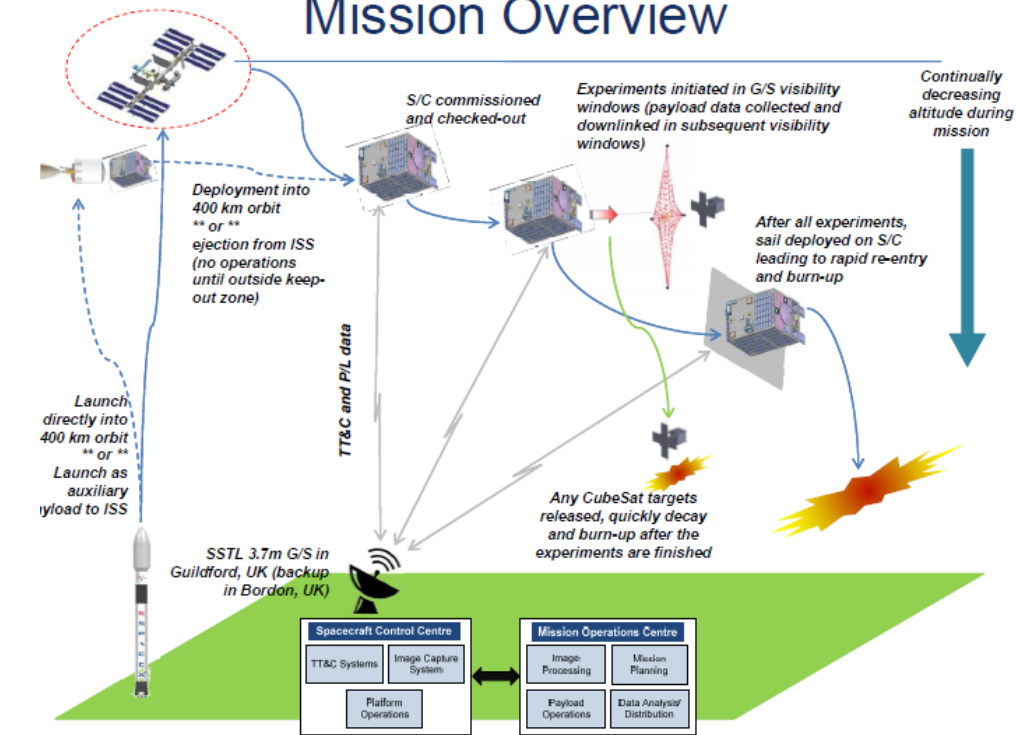 Mission Overview
Continually
decreasing
altitude during
mission
Experiments initiated in G/S visibility
windows (payload data collected and
downlinked in subsequent visibility
windows)
S/C commissioned
and checked-out
Deployment into
400 km orbit
** or **
ejection from ISS
(no operations
until outside keep-
out zone)
After all experiments,
sail deployed on S/C
leading to rapid re-entry
and burn-up
TT&C and P/L data
Launch
directly into
400 km orbit
** or **
Launch as
auxiliary
yload to ISS
Any CubeSat targets
released, quickly decay
and burn-up after the
experiments are finished
SSTL 3.7m G/S in
Guildford, UK (backup
in Bordon, UK)
SPACEX
Spacecraft Control Centre
TT&C Systems
Image Capture
System
Platform
Operations
Mission Operations Centre
Image
Processing
Mission
Planning
Payload
Operations
Data Analysis/
Distribution